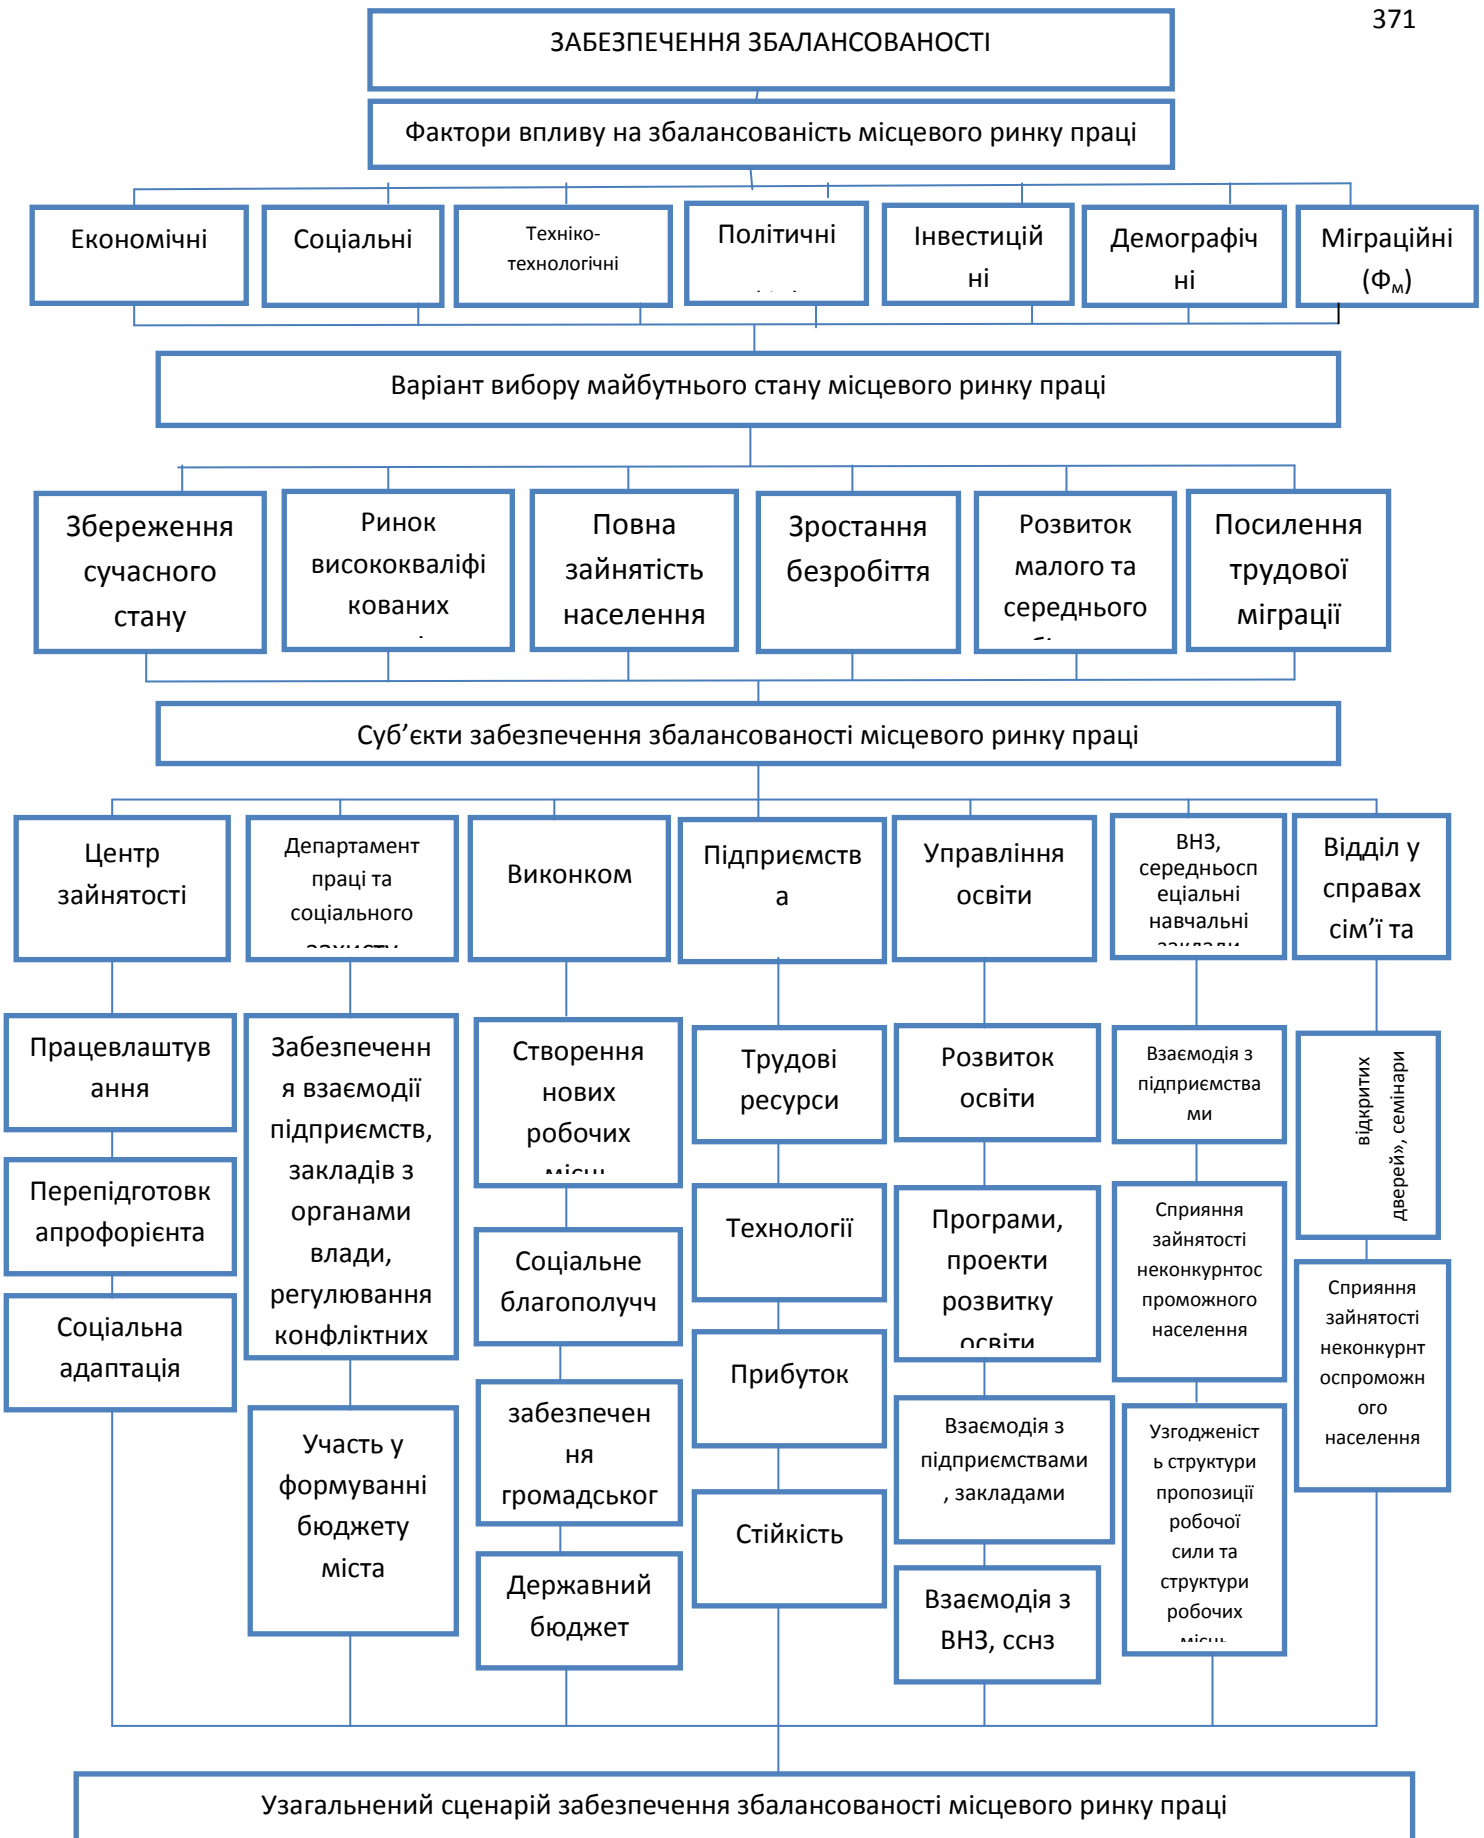 371
ЗАБЕЗПЕЧЕННЯ ЗБАЛАНСОВАНОСТІ
Фактори впливу на збалансованість місцевого ринку праці
Економічні
Соціальні
Техніко-
технологічні
Політичні
Інвестицій
ні
Демографіч
ні
Міграційні
(Фм)
Варіант вибору майбутнього стану місцевого ринку праці
Збереження
сучасного
стану
Ринок
висококваліфі
кованих
Повна
зайнятість
населення
Зростання
безробіття
Розвиток
малого та
середнього
Посилення
трудової
міграції
Суб’єкти забезпечення збалансованості місцевого ринку праці
Центр
зайнятості
Департамент
праці та
соціального
захисту
Виконком
Підприємств
а
Управління
освіти
ВНЗ,
середньосп
еціальні
навчальні
заклади
Відділ у
справах
сім’ї та
Працевлаштув
ання
Перепідготовк
апрофорієнта
Соціальна
адаптація
Забезпеченн
я взаємодії
підприємств,
закладів з
органами
влади,
регулювання
конфліктних
Участь у
формуванні
бюджету
міста
Створення
нових
робочих
місць
Соціальне
благополучч
забезпечен
ня
громадськог
Державний
бюджет
Трудові
ресурси
Технології
Прибуток
Стійкість
Розвиток
освіти
Програми,
проекти
розвитку
освіти
Взаємодія з
підприємствами
, закладами
Взаємодія з
ВНЗ, сснз
Взаємодія з
підприємства
ми
Сприяння
зайнятості
неконкурнтос
проможного
населення
Узгодженіст
ь структури
пропозиції
робочої
сили та
структури
робочих
місць
відкритих
дверей», семінари
Сприяння
зайнятості
неконкурнт
оспроможн
ого
населення
Узагальнений сценарій забезпечення збалансованості місцевого ринку праці